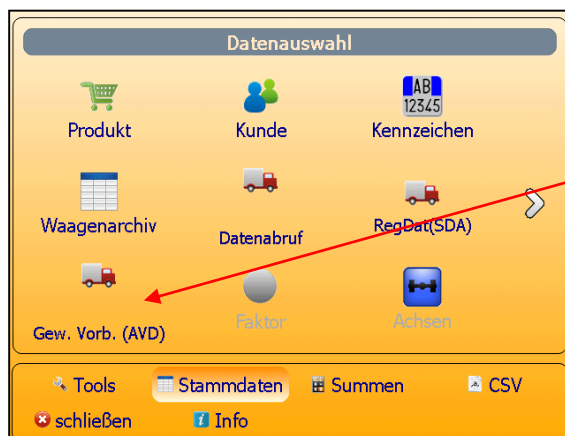 Datenauswahl
Produkt Kunde AB 12345 Kennzeichen
Waagenarchiv Datenabruf RegDat(SDA)
Gew. Vorb. (AVD) Faktor Achsen
Tools Stammdaten Summen CSV
schließen Info